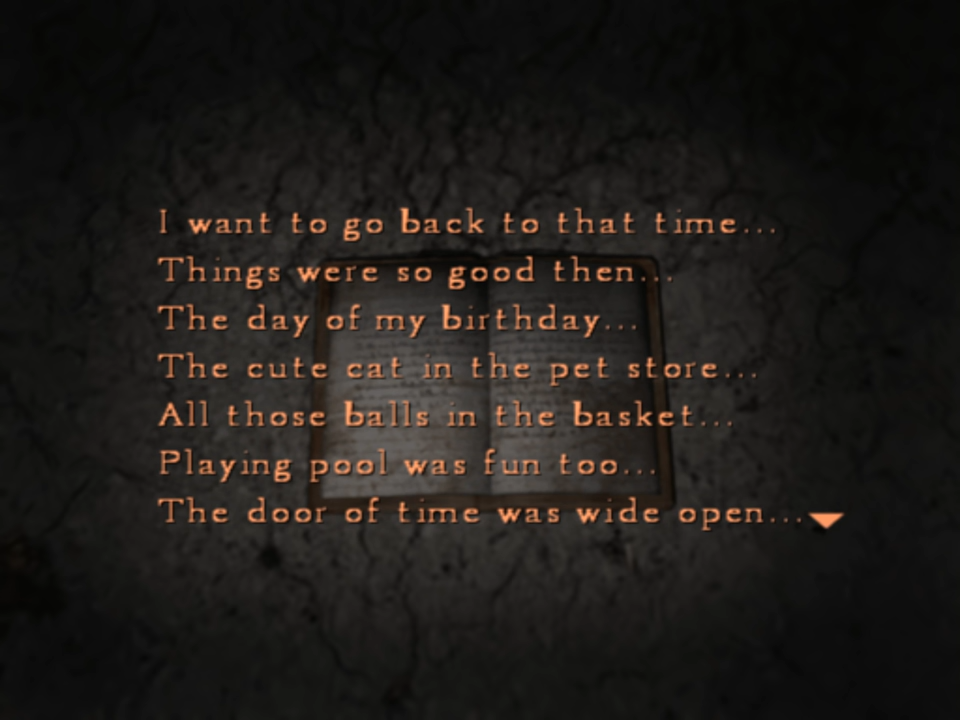 I want to go back to that time...
Things were so good then...
The day of my birthday...
The cute cat in the pet store...
All those balls in the basket...
Playing pool was fun too...
The door of time was wide open...